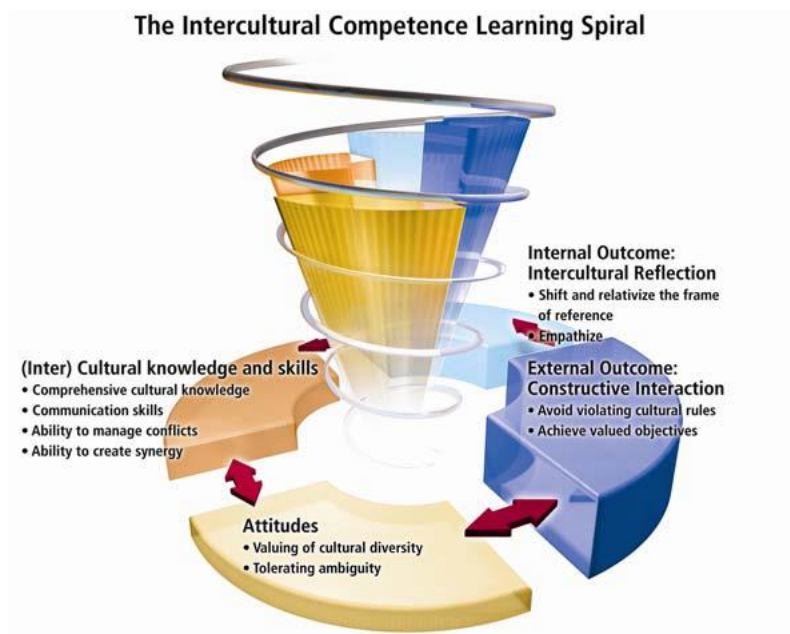 The Intercultural Competence Learning Spiral
Internal Outcome:
Intercultural Reflection
• Shift and relativize the frame
of reference
• Empathize
(Inter) Cultural knowledge and skills
• Comprehensive cultural knowledge
• Communication skills
• Ability to manage conflicts
• Ability to create synergy
External Outcome:
Constructive Interaction
• Avoid violating cultural rules
• Achieve valued objectives
Attitudes
• Valuing of cultural diversity
• Tolerating ambiguity